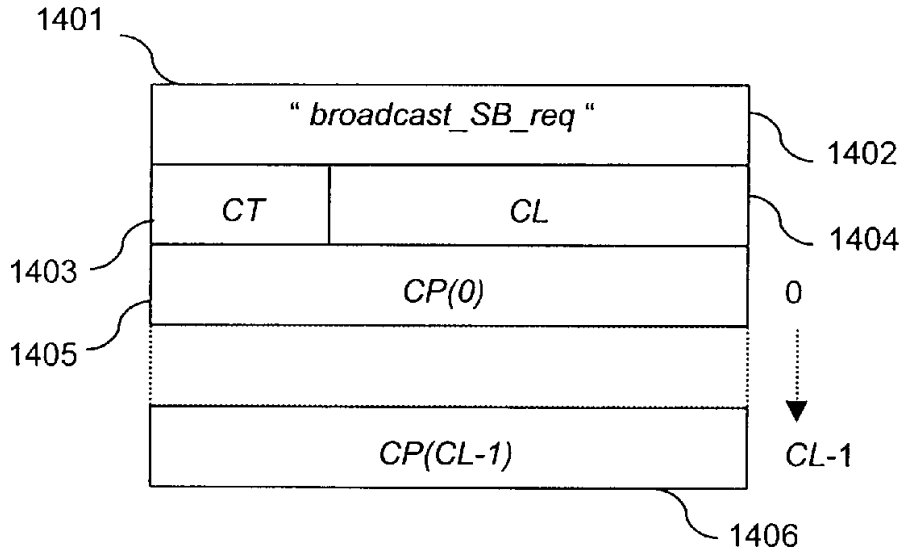 1401
“ broadcast_SB_req “
1402
CT CL
1404
1403
CP(0) 0
1405
CP(CL-1) CL-1
1406